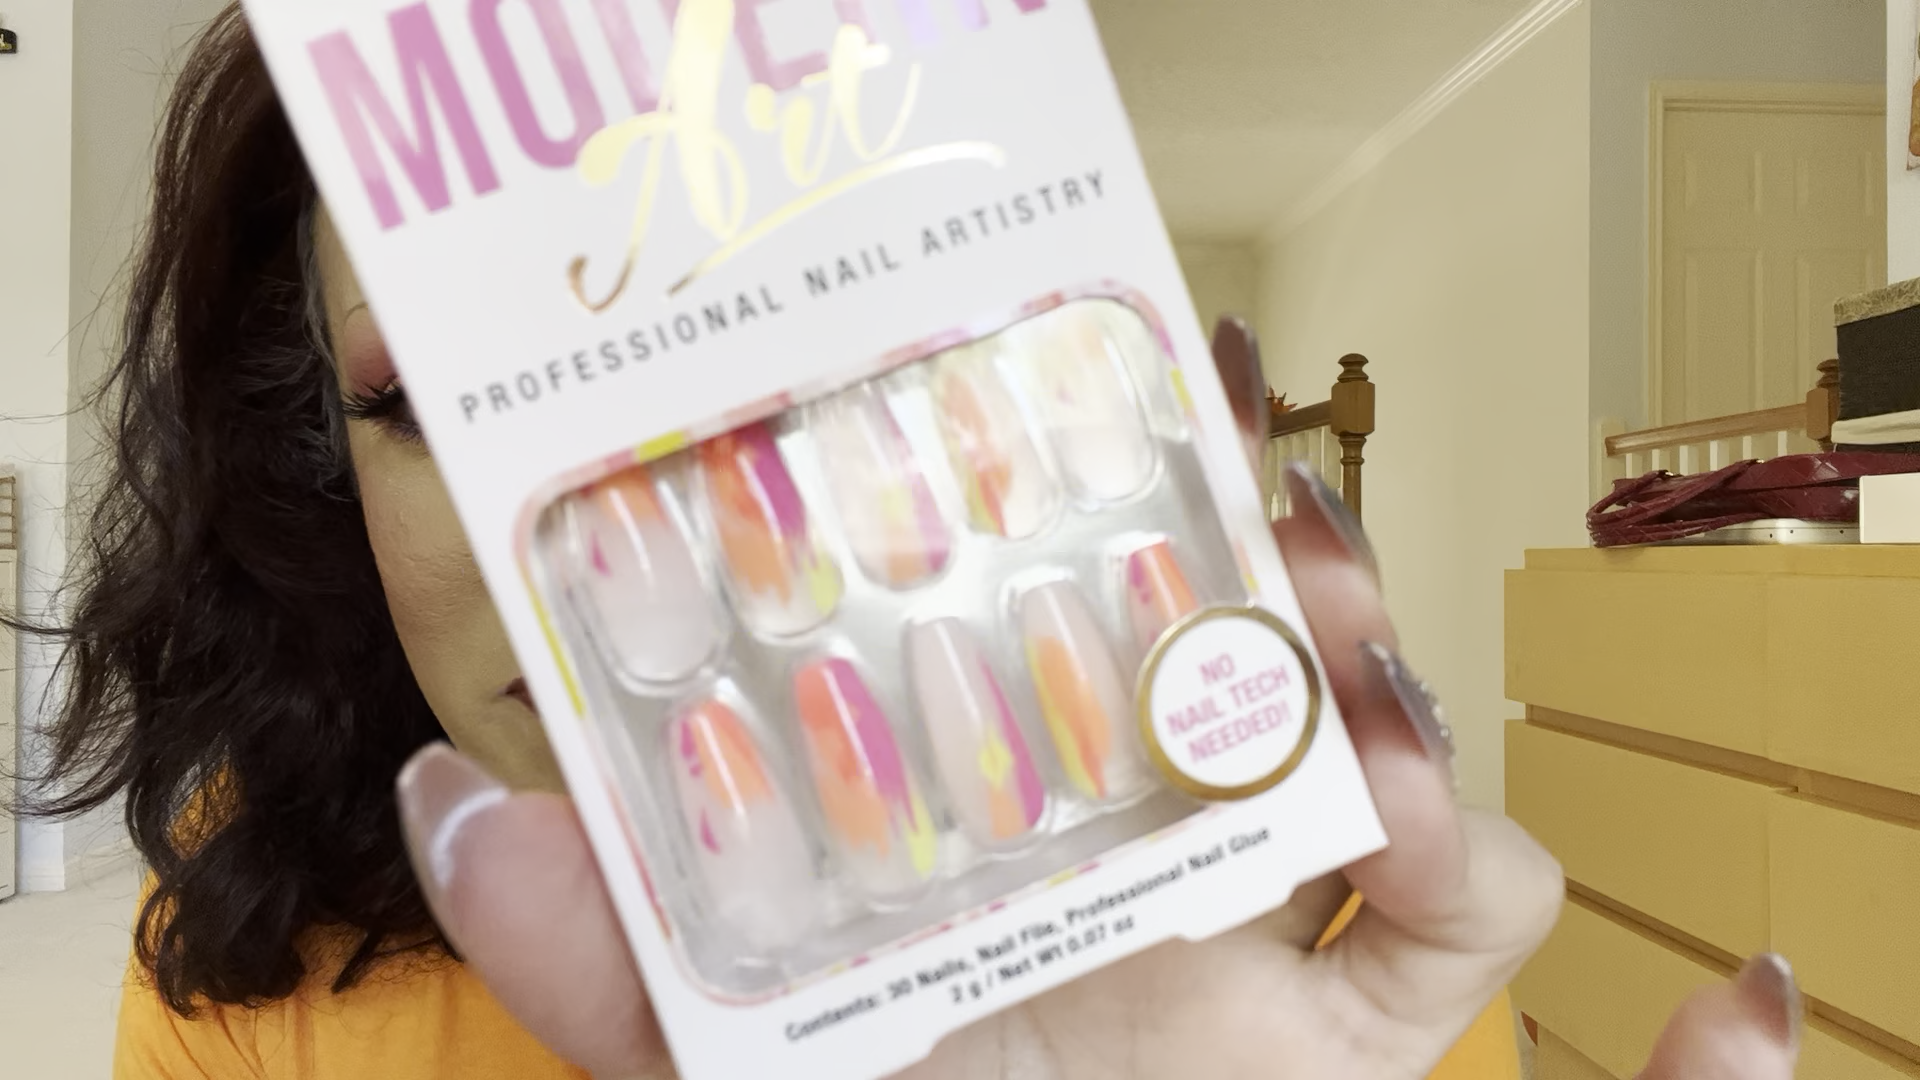 MODERN
Art
PROFESSIONAL NAIL ARTISTRY
NO
NAIL TECH
NEEDED!
Contents: 30 Nails, Nail File, Professional Nail Glue
2 g / Net Wt 0.07 oz